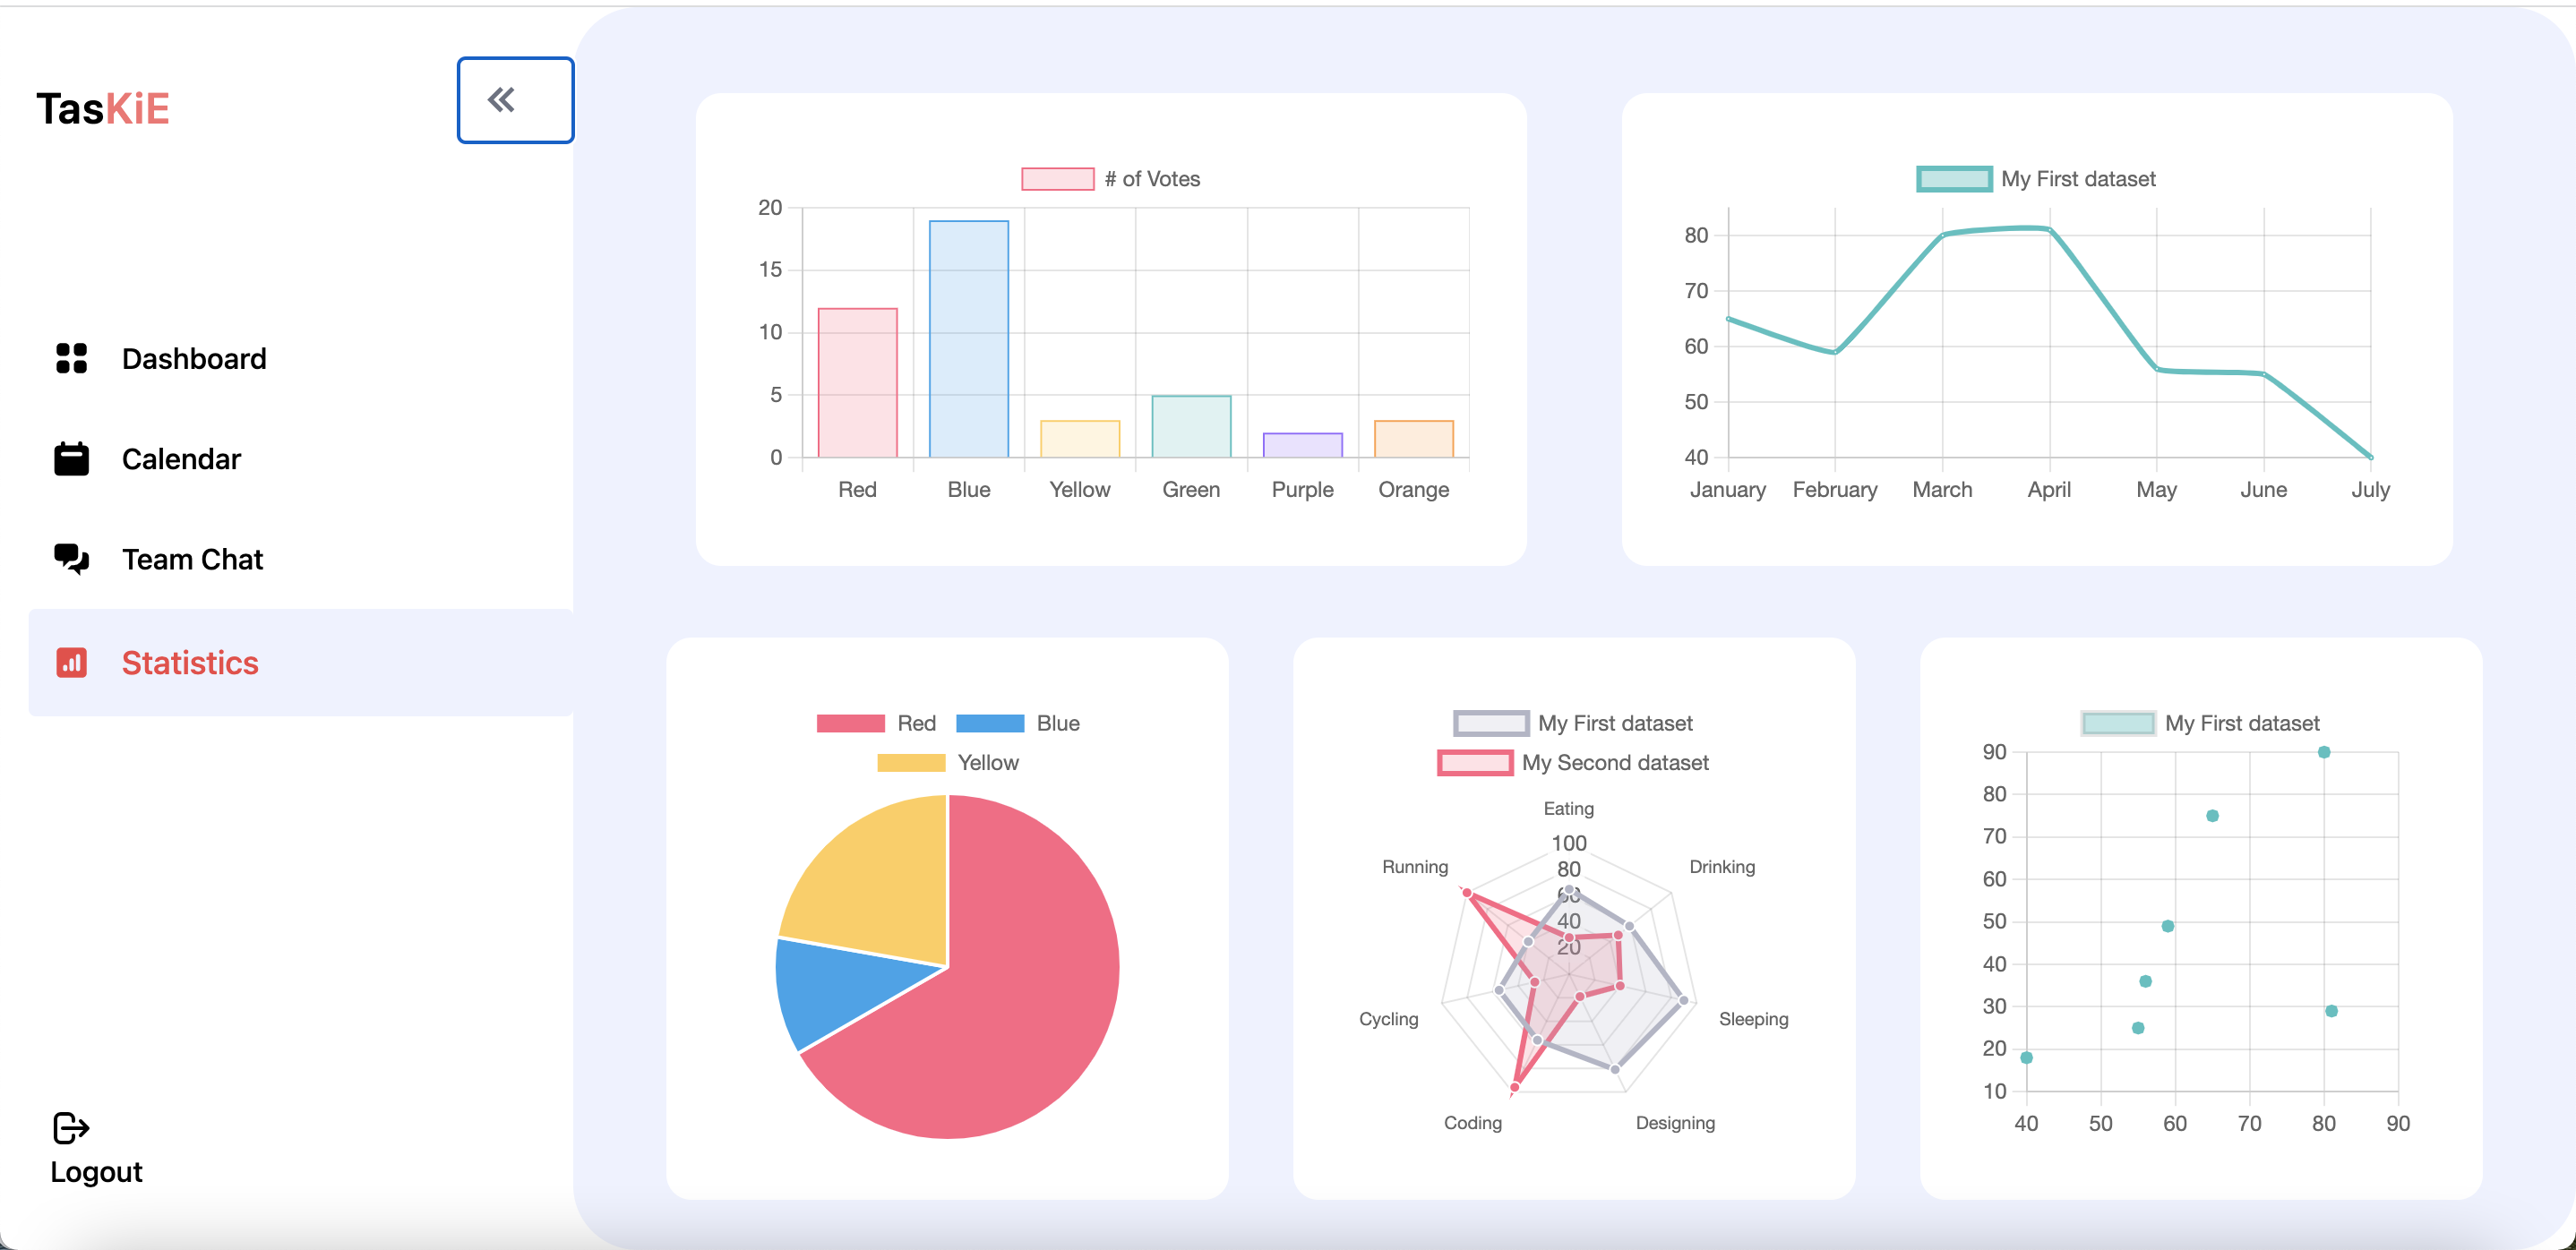 TasKiE
Dashboard
Calendar
Team Chat
Statistics
Logout
# of Votes
20
15
10
5
0
Red Blue Yellow Green Purple Orange
My First dataset
80
70
60
50
40
January February March April May June July
Red Blue
Yellow
My First dataset
My Second dataset
Eating
100
80
60
40
20
Running
Drinking
Cycling
Sleeping
Coding
Designing
My First dataset
90
80
70
60
50
40
30
20
10
40 50 60 70 80 90